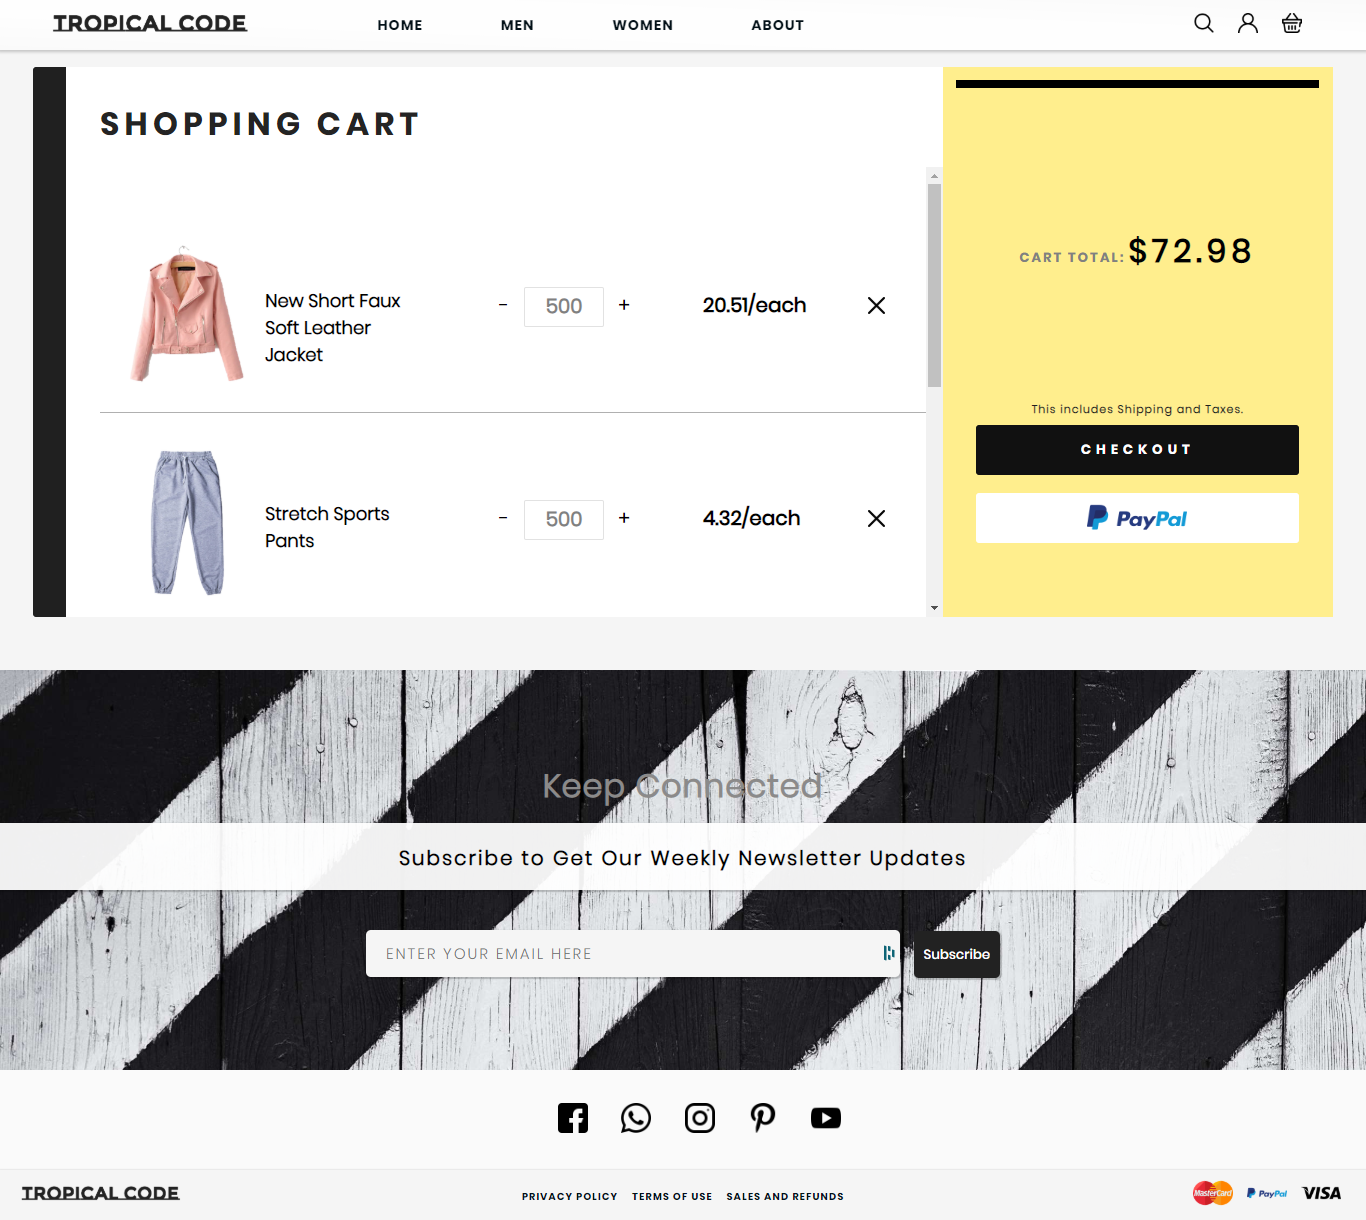 TROPICAL CODE
HOME MEN WOMEN ABOUT
SHOPPING CART
New Short Faux
Soft Leather
Jacket
- 500 + 20.51/each
Stretch Sports
Pants
- 500 + 4.32/each
CART TOTAL: $72.98
This includes Shipping and Taxes.
CHECKOUT
PayPal
Keep Connected
Subscribe to Get Our Weekly Newsletter Updates
ENTER YOUR EMAIL HERE
Subscribe
TROPICAL CODE
PRIVACY POLICY TERMS OF USE SALES AND REFUNDS
MasterCard PayPal VISA